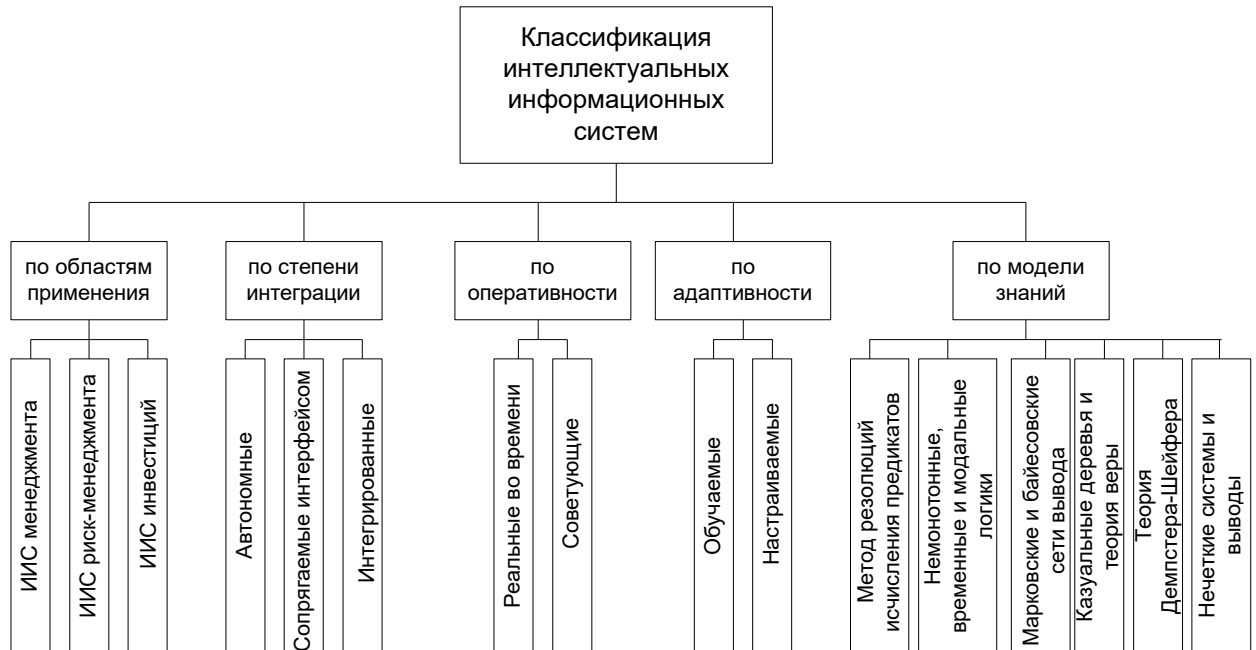 Классификация
интеллектуальных
информационных
систем
по областям
применения
по степени
интеграции
по
оперативности
по
адаптивности
по модели
знаний
ИИС менеджмента
ИИС риск-менеджмента
ИИС инвестиций
Автономные
Сопрягаемые интерфейсом
Интегрированные
Реальные во времени
Советующие
Обучаемые
Настраиваемые
Метод резолюций
исчисления предикатов
Немонотонные,
временные и модальные
логики
Марковские и байесовские
сети вывода
Казуальные деревья и
теория веры
Теория
Демпстера-Шейфера
Нечеткие системы и
выводы